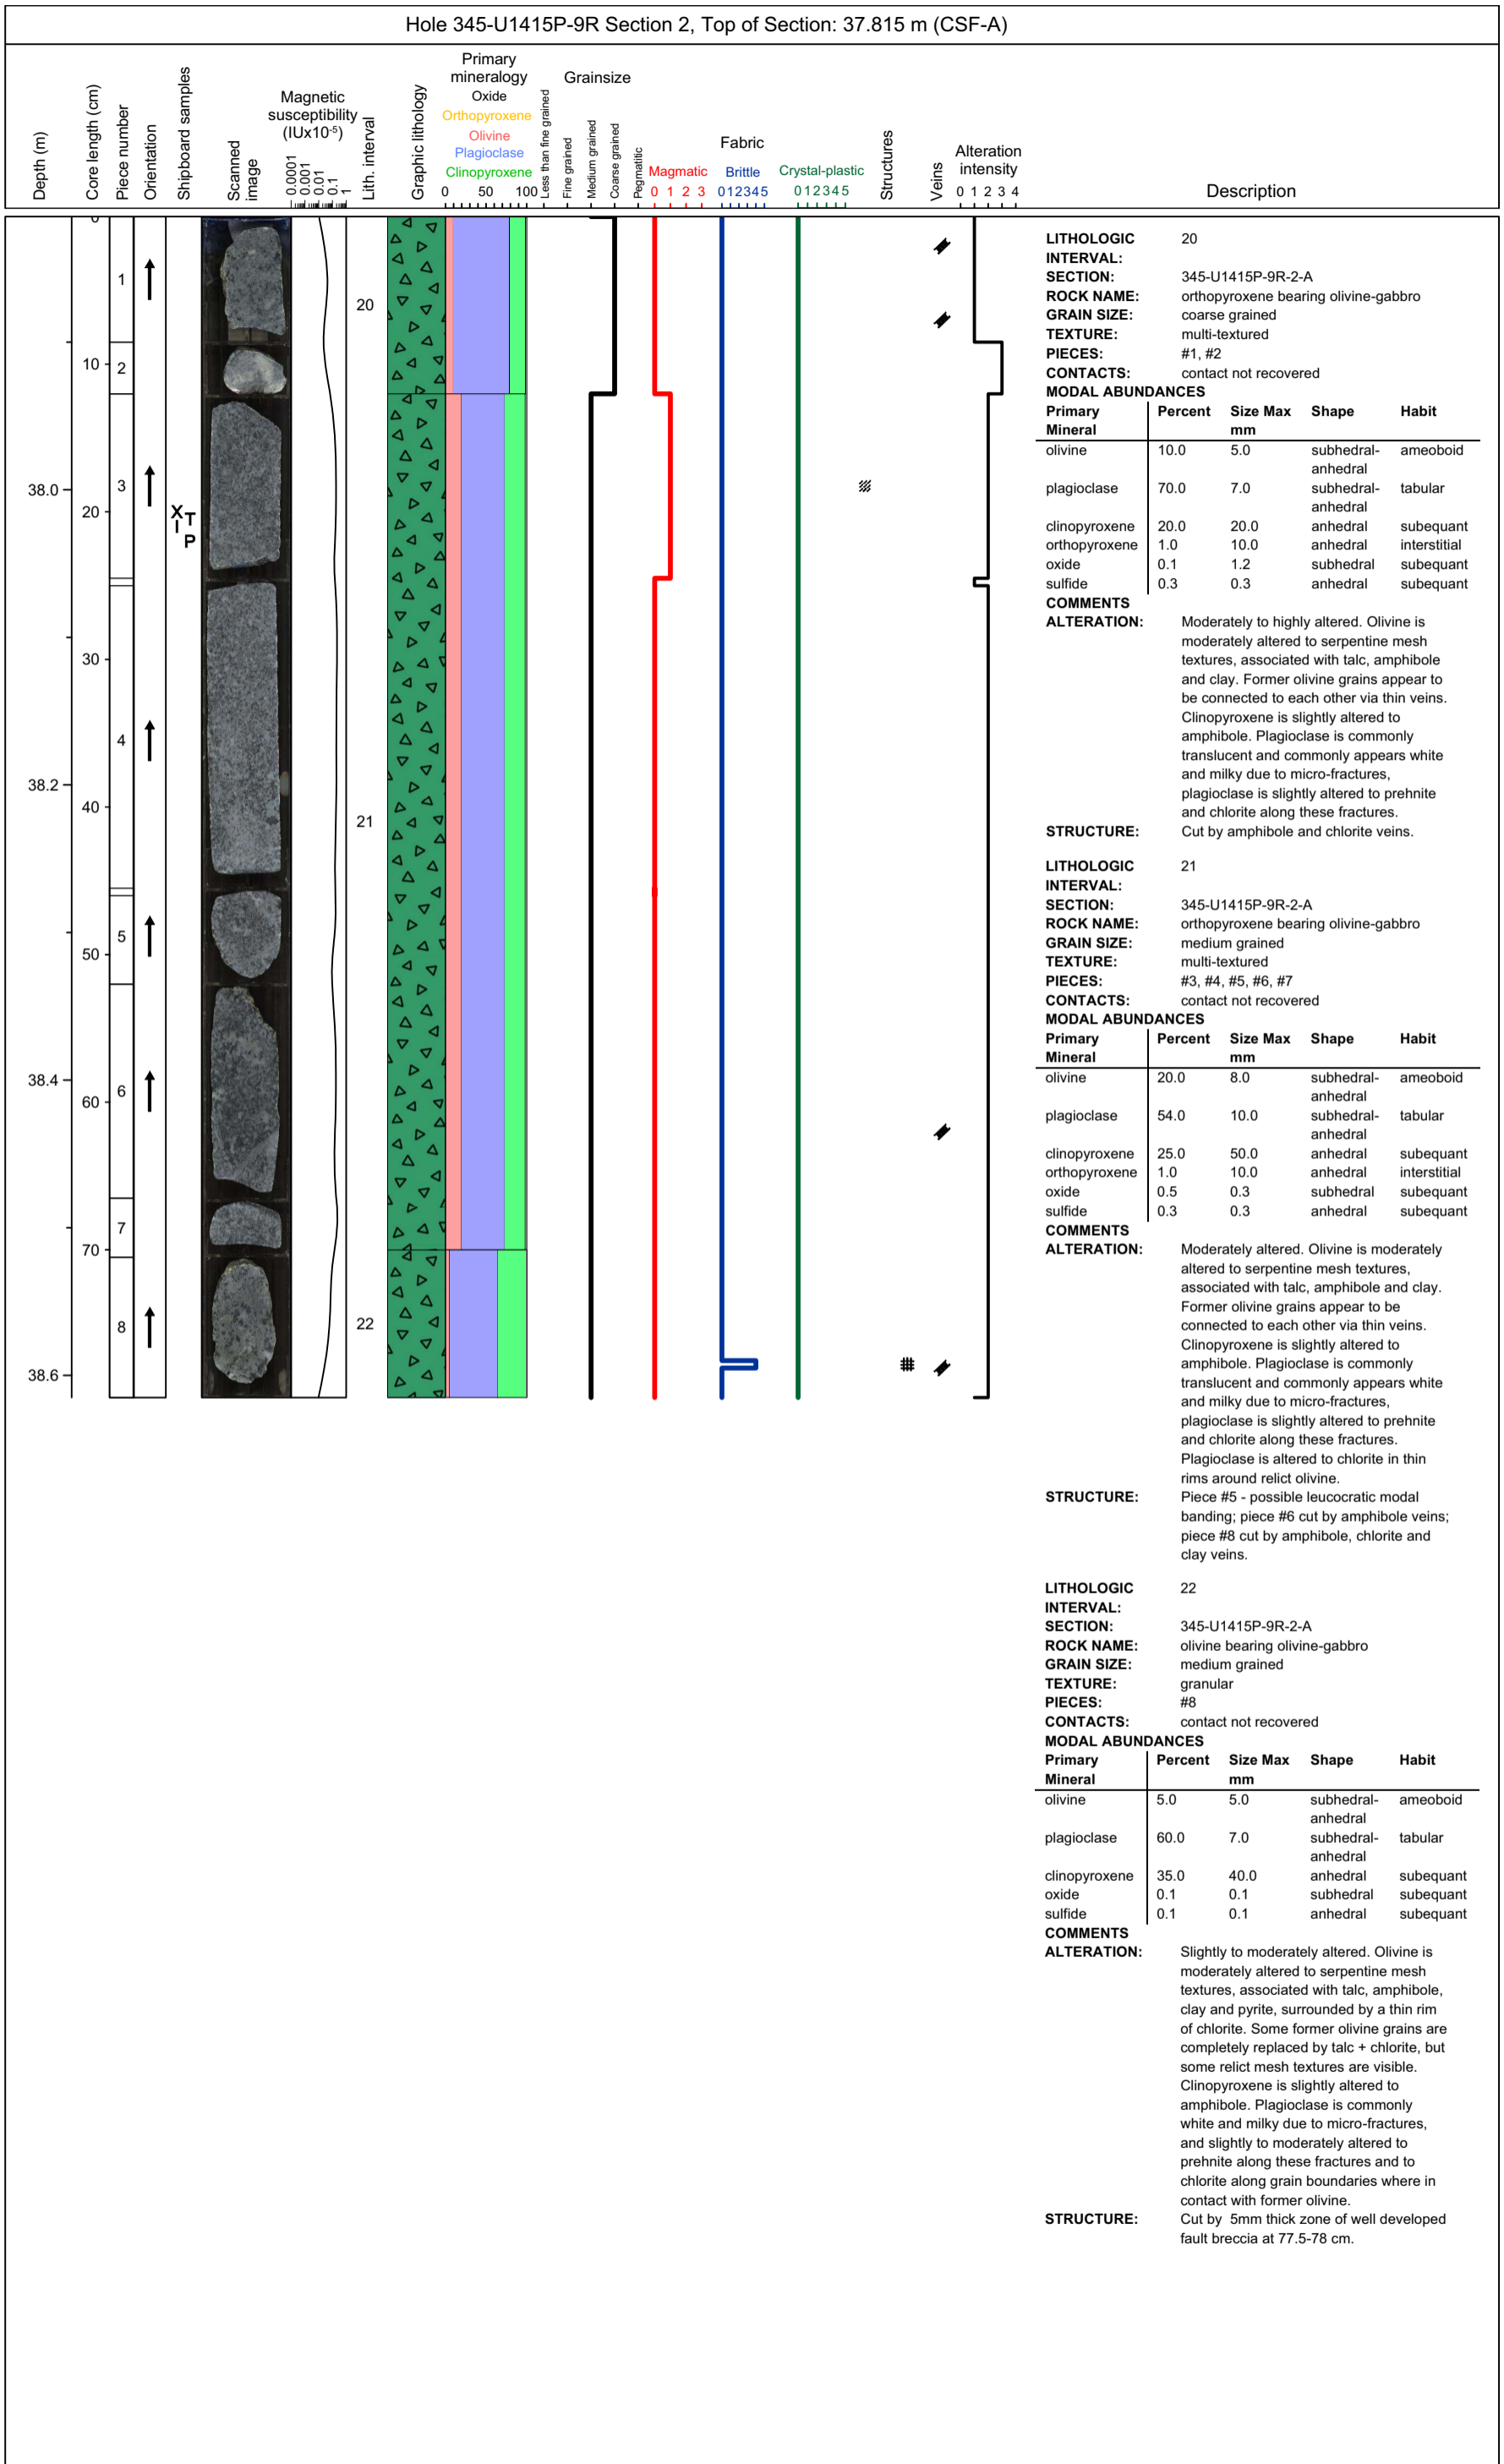 Hole 345-U1415P-9R Section 2, Top of Section: 37.815 m (CSF-A)
Depth (m)
Core length (cm)
Piece number
Orientation
Shipboard samples
Scanned
image
Magnetic
susceptibility
(IUx10-5)
0.0001
0.001
0.01
0.1
1
Lith. interval
Graphic lithology
Primary
mineralogy
Oxide
Orthopyroxene
Olivine
Plagioclase
Clinopyroxene
0 50 100
Grainsize
Less than fine grained
Fine grained
Medium grained
Coarse grained
Pegmatitic
Fabric
Magmatic
0 1 2 3
Brittle
0 1 2 3 4 5
Crystal-plastic
0 1 2 3 4 5
Structures
Veins
Alteration
intensity
0 1 2 3 4
Description
38.0
38.2
38.4
38.6
0
10
20
30
40
50
60
70
1
2
3
4
5
6
7
8
X T
I
P
20
21
22
LITHOLOGIC 20
INTERVAL:
SECTION: 345-U1415P-9R-2-A
ROCK NAME: orthopyroxene bearing olivine-gabbro
GRAIN SIZE: coarse grained
TEXTURE: multi-textured
PIECES: #1, #2
CONTACTS: contact not recovered
MODAL ABUNDANCES
Primary Percent Size Max Shape Habit
Mineral mm
olivine 10.0 5.0 subhedral- ameoboid
anhedral
plagioclase 70.0 7.0 subhedral- tabular
anhedral
clinopyroxene 20.0 20.0 anhedral subequant
orthopyroxene 1.0 10.0 anhedral interstitial
oxide 0.1 1.2 subhedral subequant
sulfide 0.3 0.3 anhedral subequant
COMMENTS
ALTERATION: Moderately to highly altered. Olivine is
moderately altered to serpentine mesh
textures, associated with talc, amphibole
and clay. Former olivine grains appear to
be connected to each other via thin veins.
Clinopyroxene is slightly altered to
amphibole. Plagioclase is commonly
translucent and commonly appears white
and milky due to micro-fractures,
plagioclase is slightly altered to prehnite
and chlorite along these fractures.
STRUCTURE: Cut by amphibole and chlorite veins.
LITHOLOGIC 21
INTERVAL:
SECTION: 345-U1415P-9R-2-A
ROCK NAME: orthopyroxene bearing olivine-gabbro
GRAIN SIZE: medium grained
TEXTURE: multi-textured
PIECES: #3, #4, #5, #6, #7
CONTACTS: contact not recovered
MODAL ABUNDANCES
Primary Percent Size Max Shape Habit
Mineral mm
olivine 20.0 8.0 subhedral- ameoboid
anhedral
plagioclase 54.0 10.0 subhedral- tabular
anhedral
clinopyroxene 25.0 50.0 anhedral subequant
orthopyroxene 1.0 10.0 anhedral interstitial
oxide 0.5 0.3 subhedral subequant
sulfide 0.3 0.3 anhedral subequant
COMMENTS
ALTERATION: Moderately altered. Olivine is moderately
altered to serpentine mesh textures,
associated with talc, amphibole and clay.
Former olivine grains appear to be
connected to each other via thin veins.
Clinopyroxene is slightly altered to
amphibole. Plagioclase is commonly
translucent and commonly appears white
and milky due to micro-fractures,
plagioclase is slightly altered to prehnite
and chlorite along these fractures.
Plagioclase is altered to chlorite in thin
rims around relict olivine.
STRUCTURE: Piece #5 - possible leucocratic modal
banding; piece #6 cut by amphibole veins;
piece #8 cut by amphibole, chlorite and
clay veins.
LITHOLOGIC 22
INTERVAL:
SECTION: 345-U1415P-9R-2-A
ROCK NAME: olivine bearing olivine-gabbro
GRAIN SIZE: medium grained
TEXTURE: granular
PIECES: #8
CONTACTS: contact not recovered
MODAL ABUNDANCES
Primary Percent Size Max Shape Habit
Mineral mm
olivine 5.0 5.0 subhedral- ameoboid
anhedral
plagioclase 60.0 7.0 subhedral- tabular
anhedral
clinopyroxene 35.0 40.0 anhedral subequant
oxide 0.1 0.1 subhedral subequant
sulfide 0.1 0.1 anhedral subequant
COMMENTS
ALTERATION: Slightly to moderately altered. Olivine is
moderately altered to serpentine mesh
textures, associated with talc, amphibole,
clay and pyrite, surrounded by a thin rim
of chlorite. Some former olivine grains are
completely replaced by talc + chlorite, but
some relict mesh textures are visible.
Clinopyroxene is slightly altered to
amphibole. Plagioclase is commonly
white and milky due to micro-fractures,
and slightly to moderately altered to
prehnite along these fractures and to
chlorite along grain boundaries where in
contact with former olivine.
STRUCTURE: Cut by 5mm thick zone of well developed
fault breccia at 77.5-78 cm.